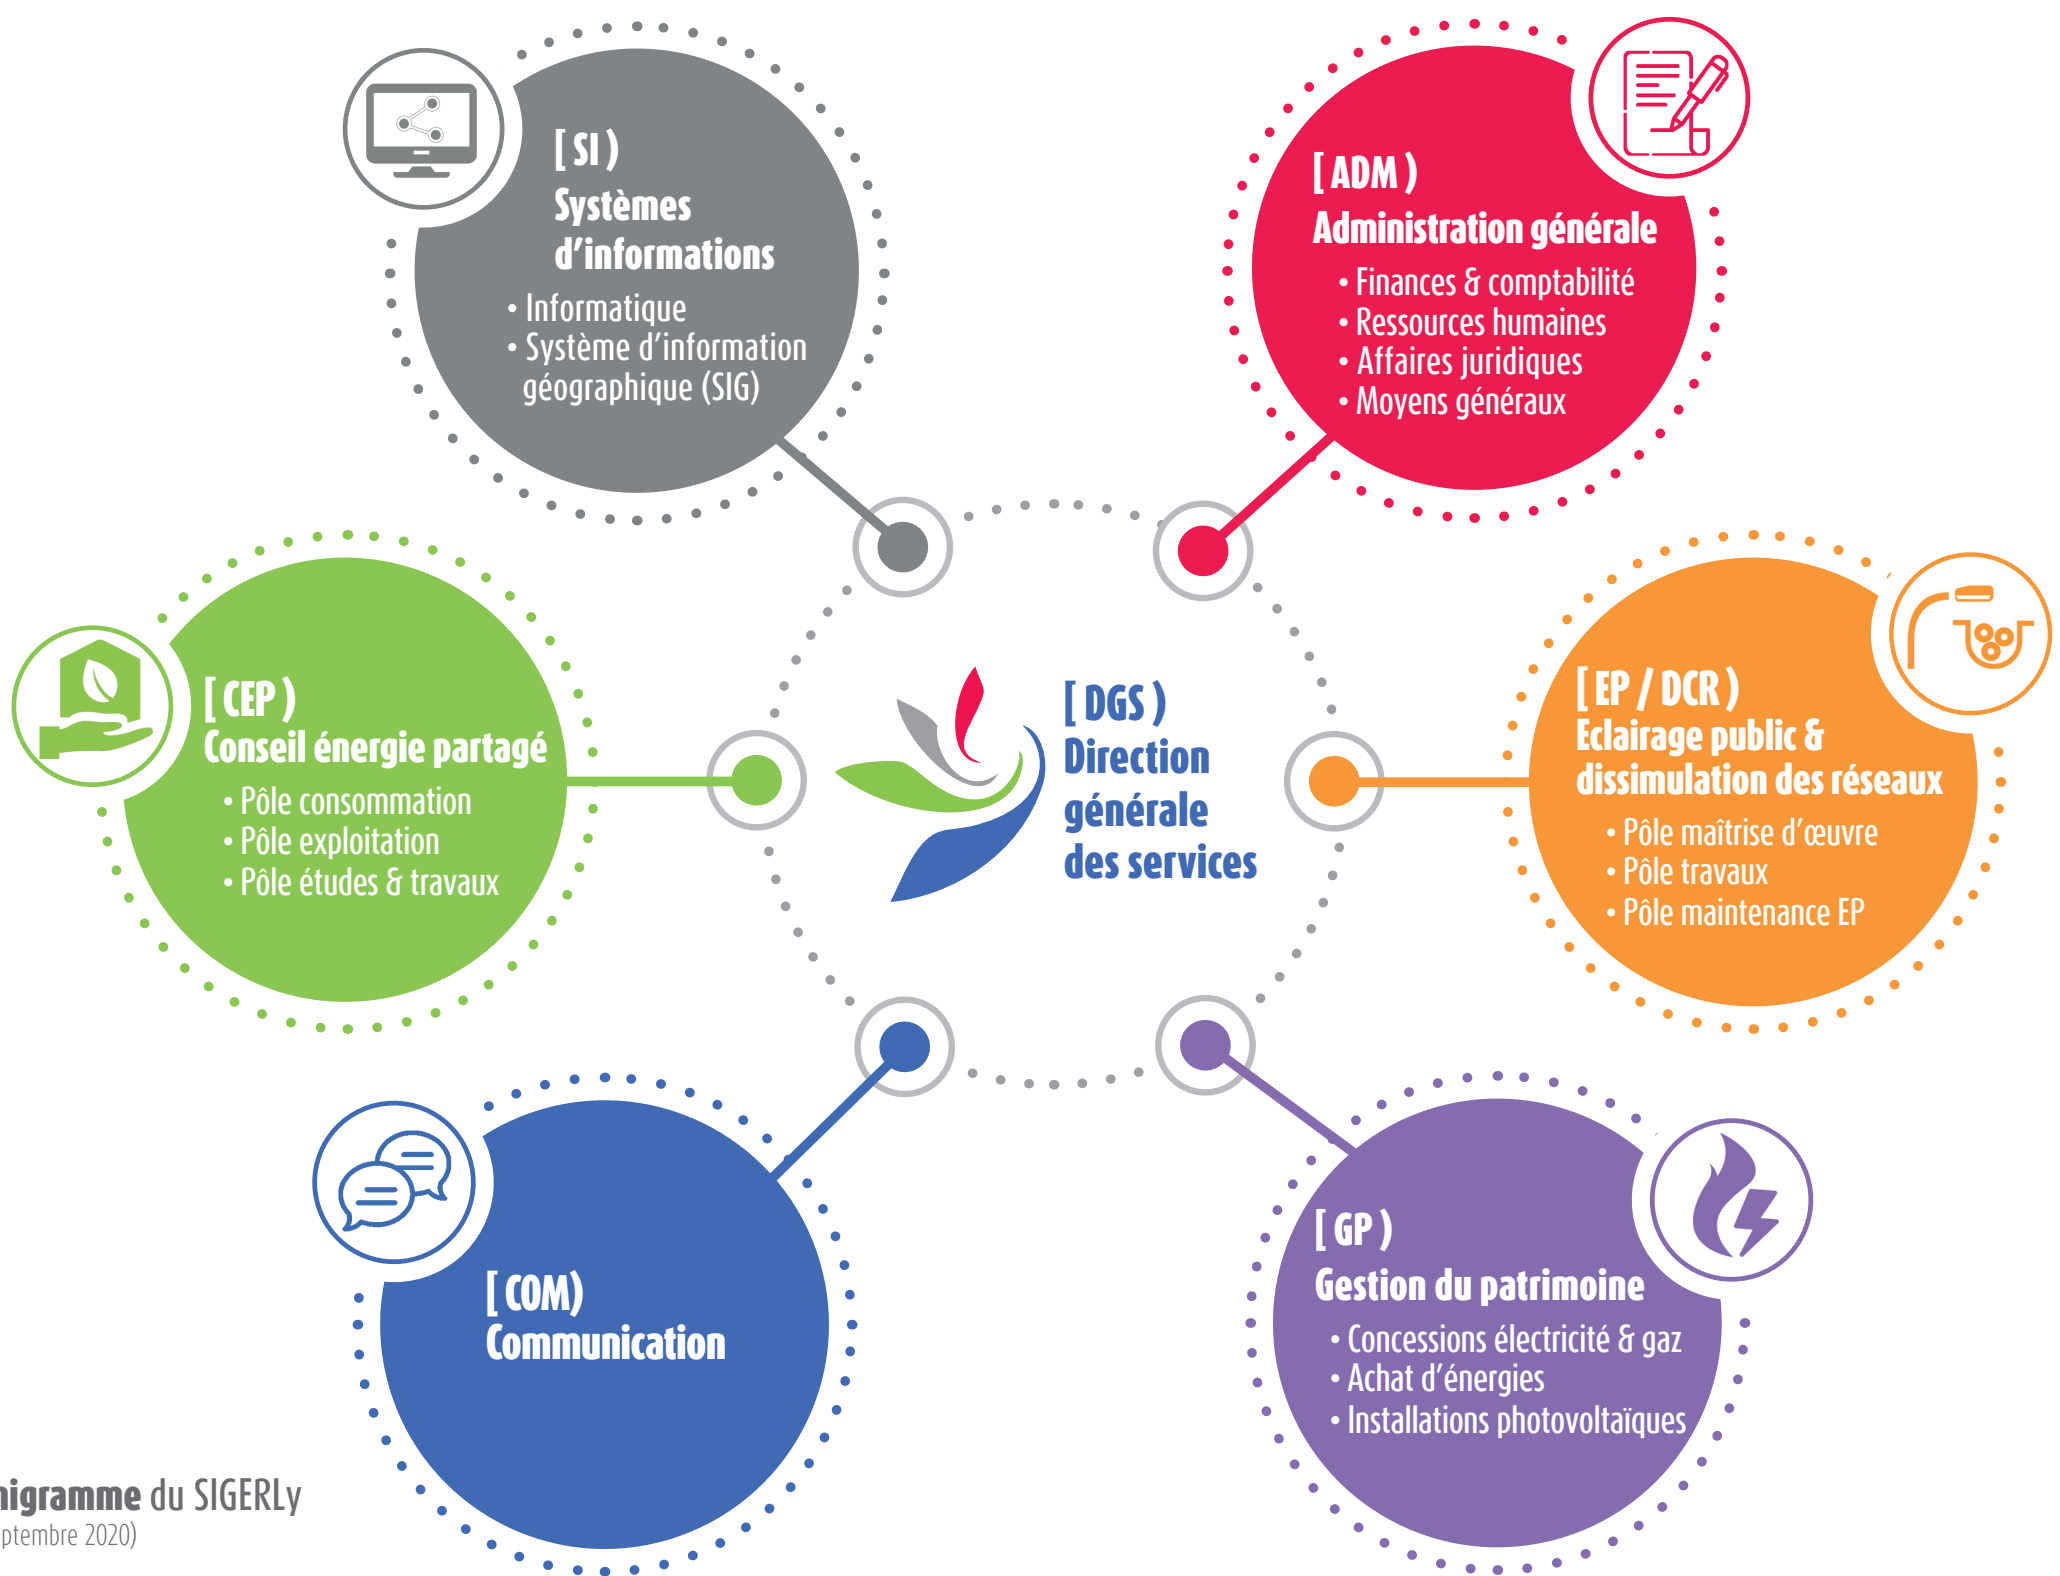 [ SI )
Systèmes
d’informations
• Informatique
• Système d’information
géographique (SIG)
[ ADM )
Administration générale
• Finances & comptabilité
• Ressources humaines
• Affaires juridiques
• Moyens généraux
[ CEP )
Conseil énergie partagé
• Pôle consommation
• Pôle exploitation
• Pôle études & travaux
[ DGS )
Direction
générale
des services
[ EP / DCR )
Eclairage public &
dissimulation des réseaux
• Pôle maîtrise d’œuvre
• Pôle travaux
• Pôle maintenance EP
[ COM)
Communication
[ GP )
Gestion du patrimoine
• Concessions électricité & gaz
• Achat d’énergies
• Installations photovoltaïques
nigramme du SIGERLy
ptembre 2020)